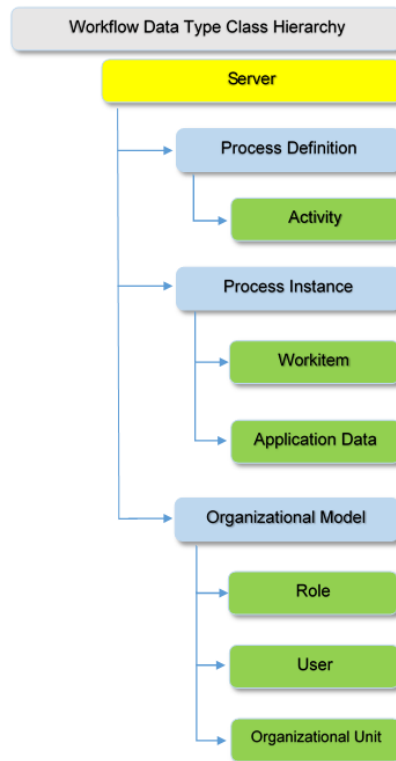 Workflow Data Type Class Hierarchy
Server
Process Definition
Activity
Process Instance
Workitem
Application Data
Organizational Model
Role
User
Organizational Unit